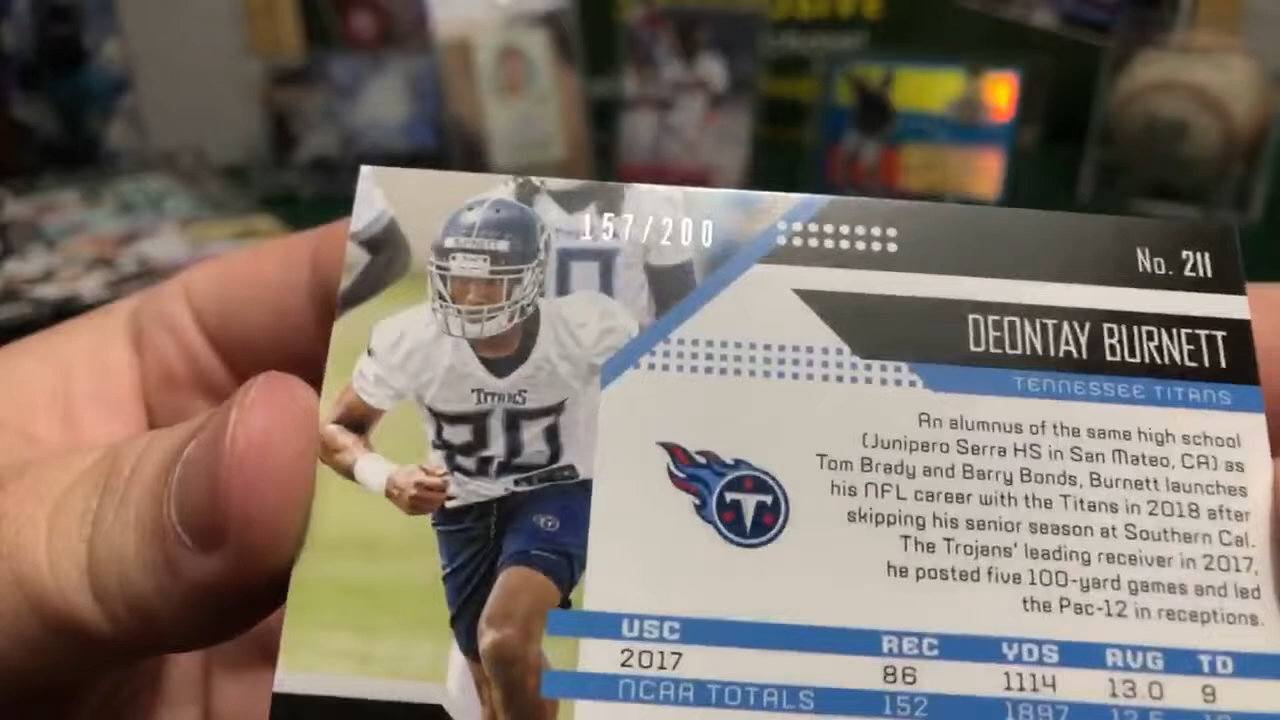 157/200
No. 211
BURNETT
DEONTAY BURNETT
TENNESSEE TITANS
TITANS
20
An alumnus of the same high school
(Junipero Serra HS in San Mateo, CA) as
Tom Brady and Barry Bonds, Burnett launches
his NFL career with the Titans in 2018 after
skipping his senior season at Southern Cal.
The Trojans' leading receiver in 2017,
he posted five 100-yard games and led
the Pac-12 in receptions.
T
USC REC YDS AVG TD
2017 86 1114 13.0 9
NCAA TOTALS 152 1897